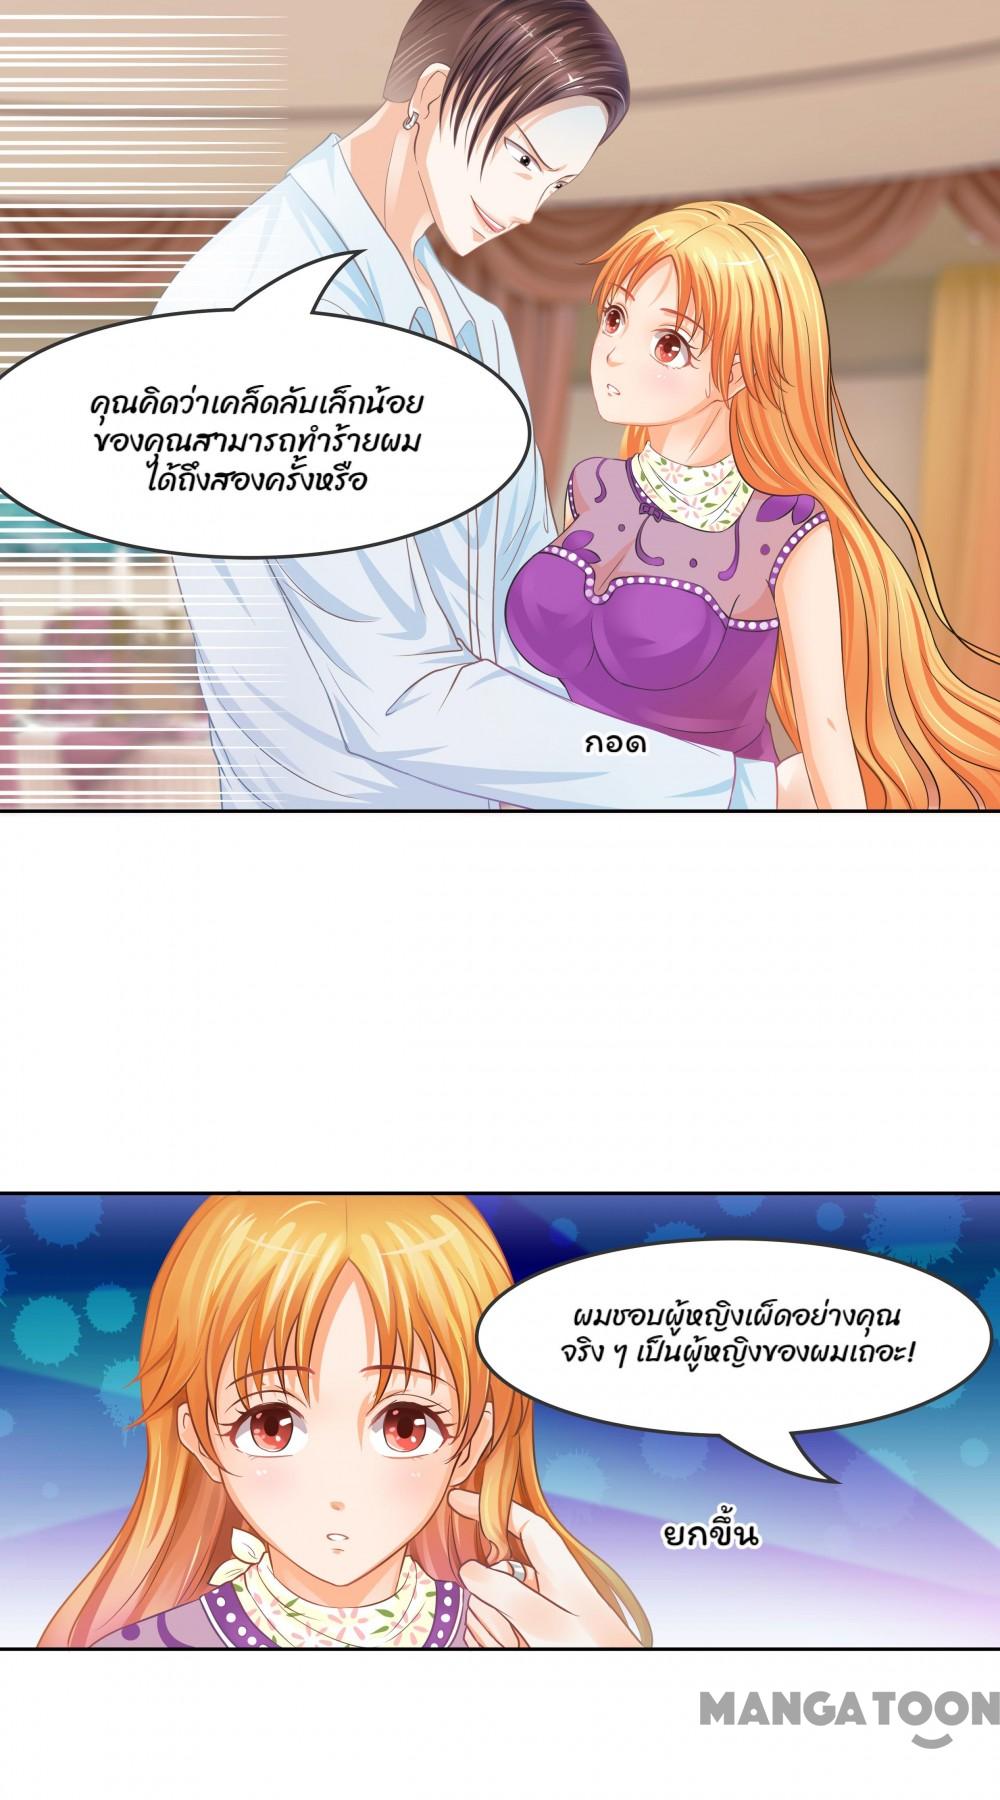 คุณคิดว่าเคล็ดลับเล็กน้อย
ของคุณสามารถทำร้ายผม
ได้ถึงสองครั้งหรือ
กอด
ผมชอบผู้หญิงเผ็ดอย่างคุณ
จริง ๆ เป็นผู้หญิงของผมเถอะ!
ยกขึ้น
MANGATOON